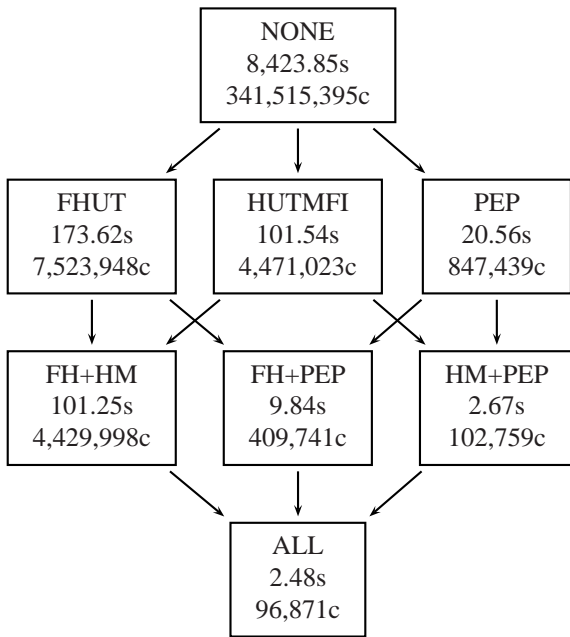 NONE
8,423.85s
341,515,395c
FHUT
173.62s
7,523,948c
HUTMFI
101.54s
4,471,023c
PEP
20.56s
847,439c
FH+HM
101.25s
4,429,998c
FH+PEP
9.84s
409,741c
HM+PEP
2.67s
102,759c
ALL
2.48s
96,871c